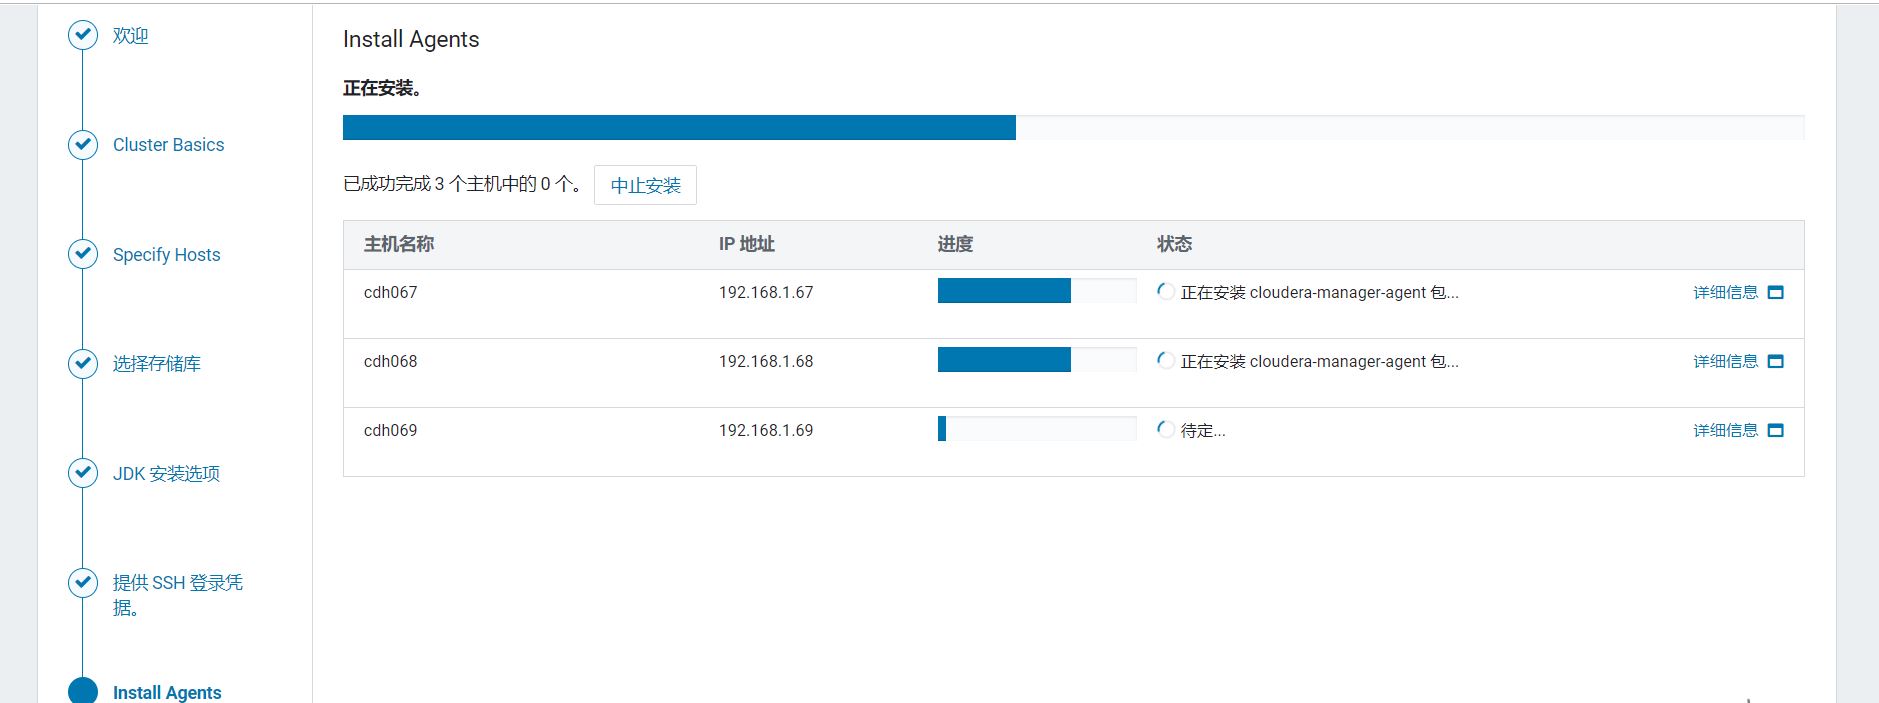 欢迎
Cluster Basics
Specify Hosts
选择存储库
JDK 安装选项
提供 SSH 登录凭
据。
Install Agents
Install Agents
正在安装。
已成功完成 3 个主机中的 0 个。 中止安装
主机名称 IP 地址 进度 状态
cdh067 192.168.1.67 正在安装 cloudera-manager-agent 包... 详细信息
cdh068 192.168.1.68 正在安装 cloudera-manager-agent 包... 详细信息
cdh069 192.168.1.69 待定... 详细信息